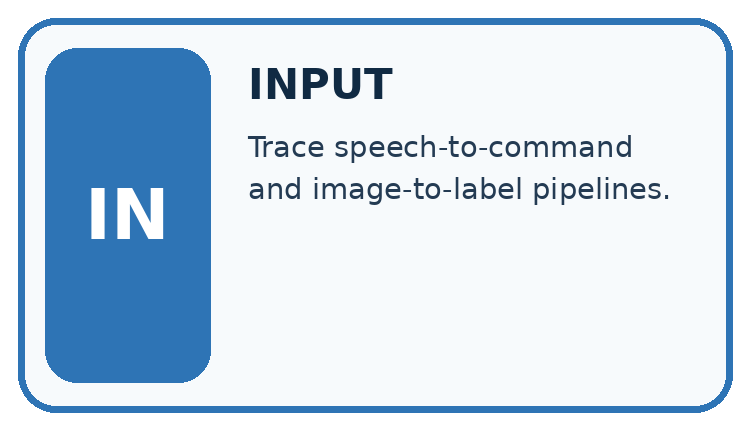 IN
INPUT
Trace speech-to-command
and image-to-label pipelines.